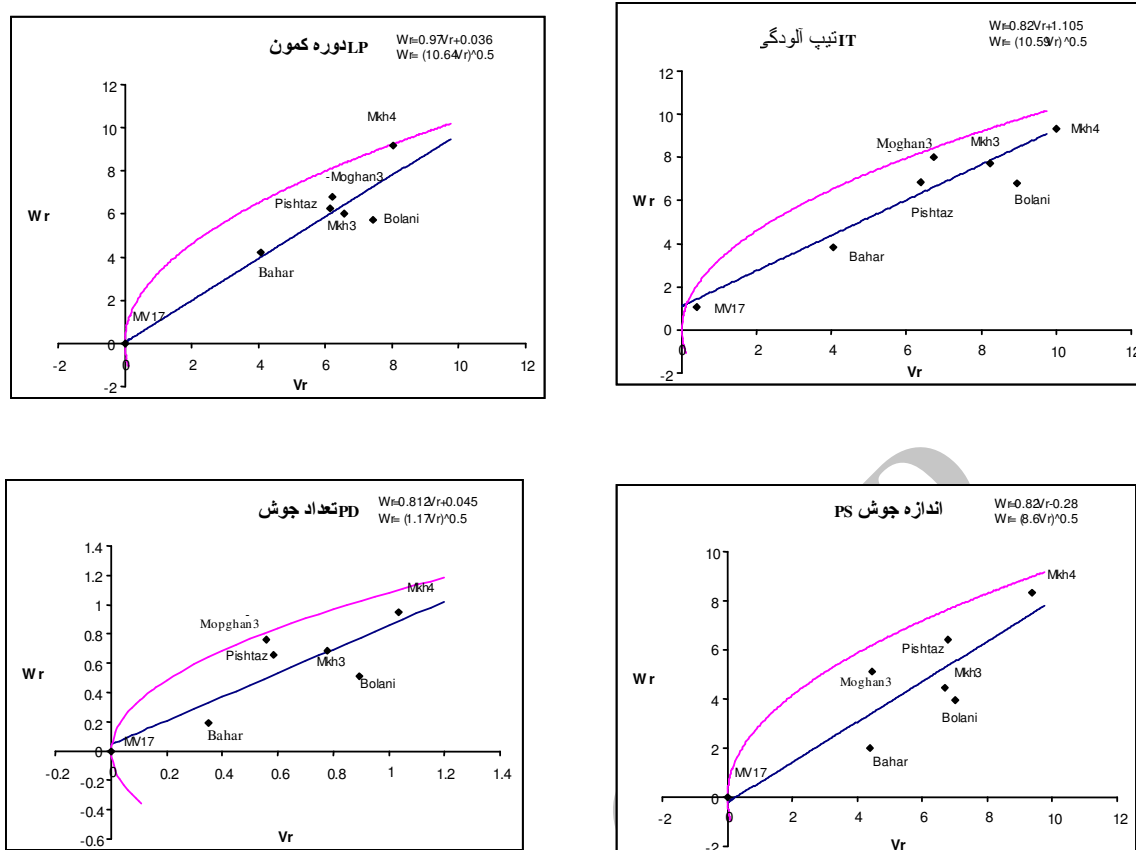 LP دوره کمون
Wr=0.97Vr+0.036
Wr= (10.64Vr)^0.5
12
10
8
6
4
2
0
-2
-2
0
2
4
6
8
10
12
Wr
Vr
Mkh4
-Moghan3
Pishtaz
Mkh3
Bolani
Bahar
MV17
IT تیپ آلودگی
Wr=0.82Vr+1.105
Wr= (10.59Vr)^0.5
12
10
8
6
4
2
0
-2
0
2
4
6
8
10
12
Wr
Vr
Moghan3
Mkh3
Mkh4
Pishtaz
Bolani
Bahar
MV17
PD تعداد جوش
Wr=0.812Vr+0.045
Wr= (1.17Vr)^0.5
1.4
1.2
1
0.8
0.6
0.4
0.2
0
-0.2
-0.4
-0.6
-0.2
0
0.2
0.4
0.6
0.8
1
1.2
1.4
Wr
Vr
Mkh4
Mopghan3
Pishtaz
Mkh3
Bolani
Bahar
MV17
اندازه جوش PS
Wr=0.82Vr-0.28
Wr= (8.6Vr)^0.5
10
8
6
4
2
0
-2
-2
0
2
4
6
8
10
12
Wr
Vr
Mkh4
Pishtaz
Mkh3
Moghan3
Bolani
Bahar
MV17